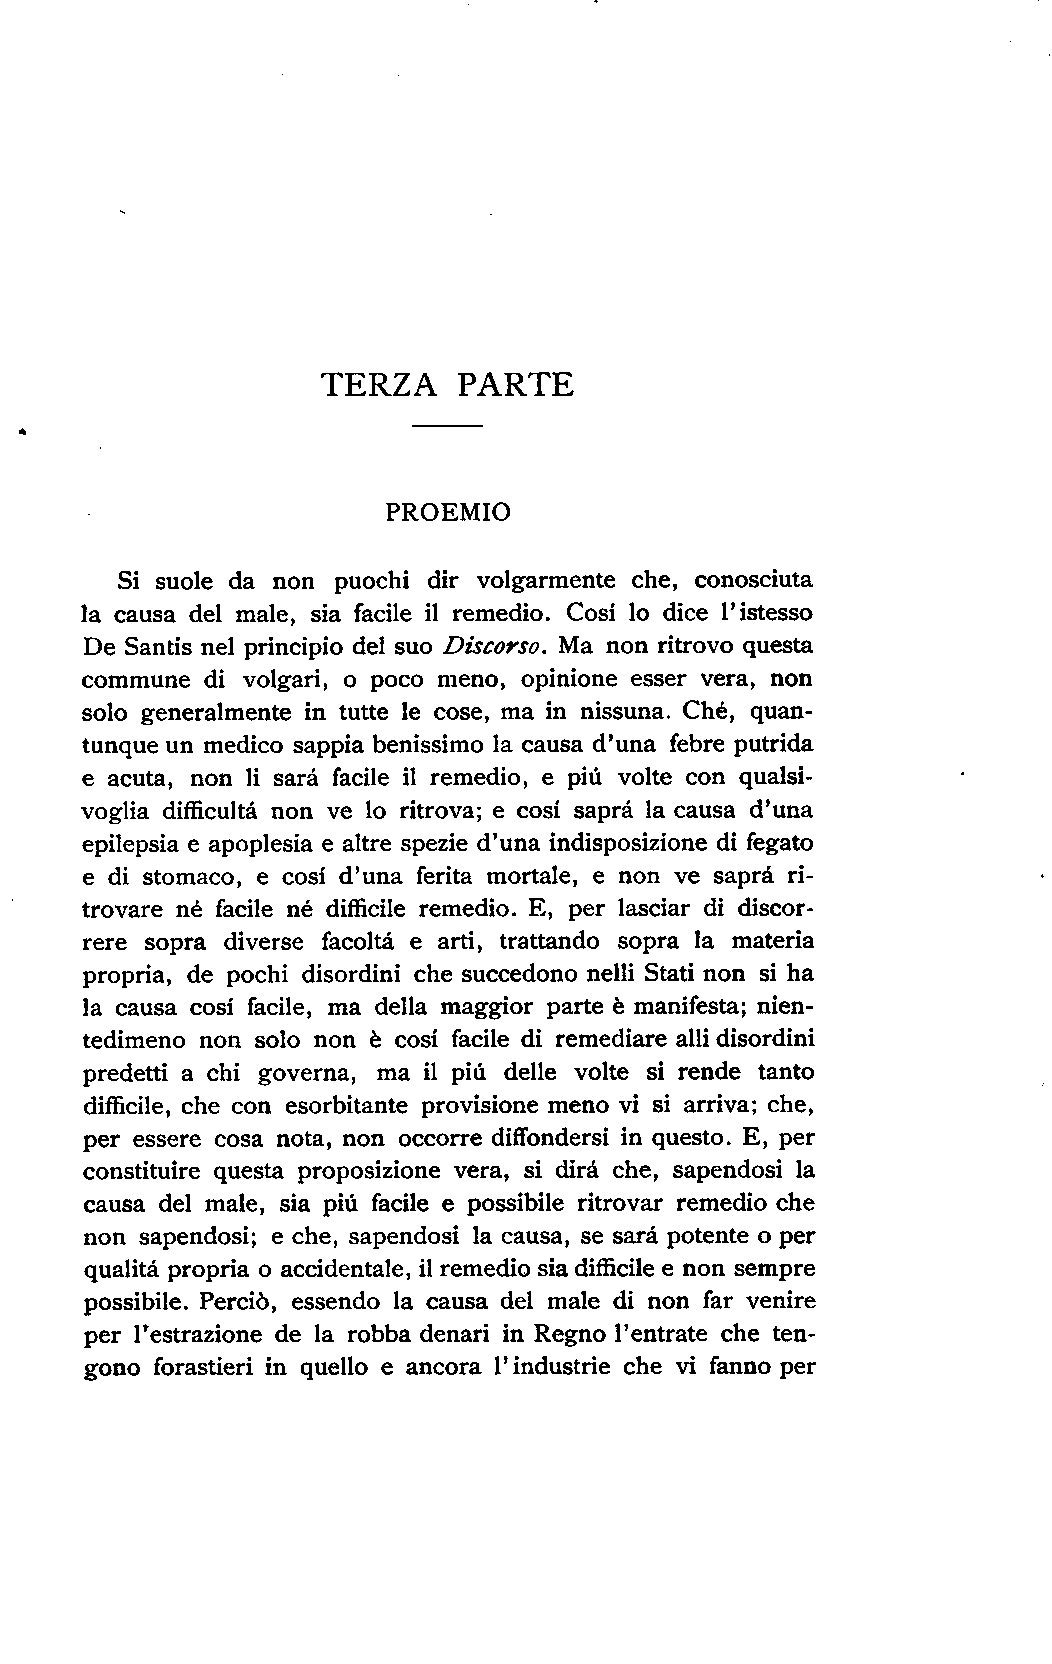 TERZA PARTE
PROEMIO
Si suole da non puochi dir volgarmente che, conosciuta
la causa del male, sia facile il remedio. Cosí lo dice l'istesso
De Santis nel principio del suo Discorso. Ma non ritrovo questa
commune di volgari, o poco meno, opinione esser vera, non
solo generalmente in tutte le cose, ma in nissuna. Ché, quan-
tunque un medico sappia benissimo la causa d'una febre putrida
e acuta, non li sará facile il remedio, e piú volte con qualsi-
voglia difficultá non ve lo ritrova; e cosí saprá la causa d'una
epilepsia e apoplesia e altre spezie d'una indisposizione di fegato
e di stomaco, e cosí d'una ferita mortale, e non ve saprá ri-
trovare né facile né difficile remedio. E, per lasciar di discor-
rere sopra diverse facoltá e arti, trattando sopra la materia
propria, de pochi disordini che succedono nelli Stati non si ha
la causa cosí facile, ma della maggior parte è manifesta; nien-
tedimeno non solo non è cosí facile di remediare alli disordini
predetti a chi governa, ma il piú delle volte si rende tanto
difficile, che con esorbitante provisione meno vi si arriva; che,
per essere cosa nota, non occorre diffondersi in questo. E, per
constituire questa proposizione vera, si dirá che, sapendosi la
causa del male, sia piú facile e possibile ritrovar remedio che
non sapendosi; e che, sapendosi la causa, se sará potente o per
qualitá propria o accidentale, il remedio sia difficile e non sempre
possibile. Perciò, essendo la causa del male di non far venire
per l'estrazione de la robba denari in Regno l'entrate che ten-
gono forastieri in quello e ancora l'industrie che vi fanno per